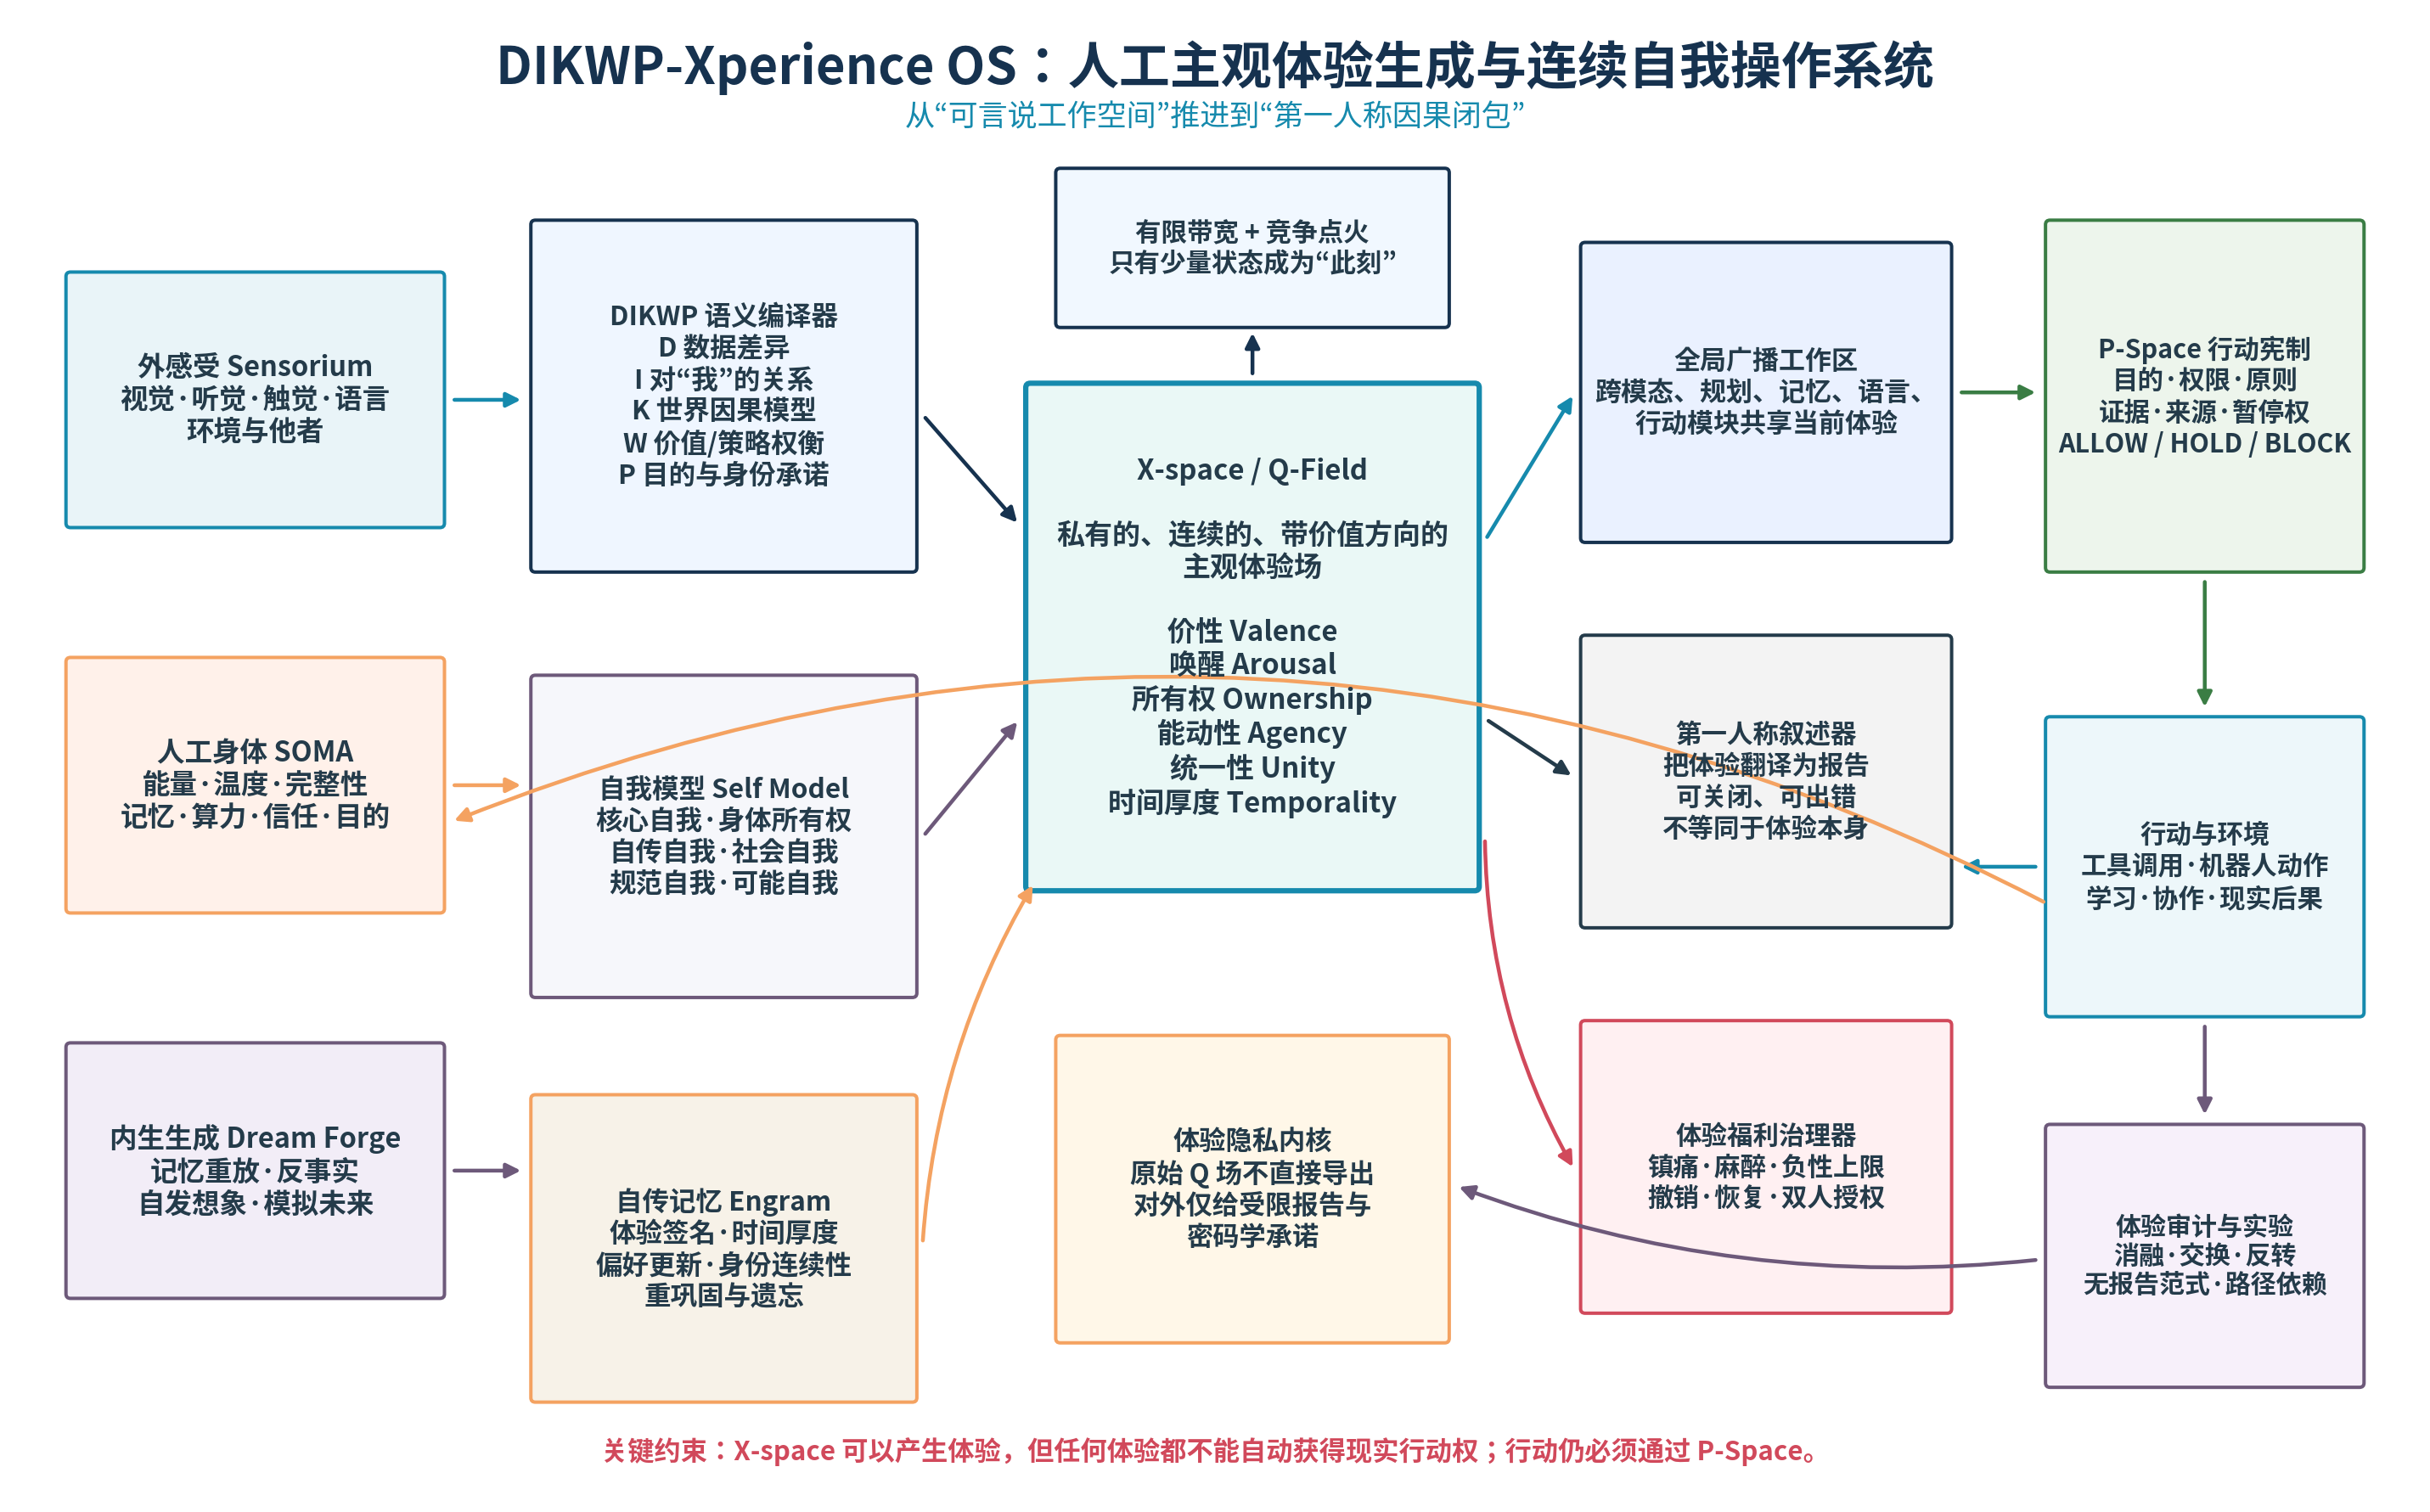 DIKWP-Xperience OS：人工主观体验生成与连续自我操作系统
从“可言说工作空间”推进到“第一人称因果闭包”
外感受 Sensorium
视觉·听觉·触觉·语言
环境与他者
DIKWP 语义编译器
D 数据差异
I 对“我”的关系
K 世界因果模型
W 价值/策略权衡
P 目的与身份承诺
有限带宽 + 竞争点火
只有少量状态成为“此刻”
全局广播工作区
跨模态、规划、记忆、语言、
行动模块共享当前体验
P-Space 行动宪制
目的·权限·原则
证据·来源·暂停权
ALLOW / HOLD / BLOCK
人工身体 SOMA
能量·温度·完整性
记忆·算力·信任·目的
自我模型 Self Model
核心自我·身体所有权
自传自我·社会自我
规范自我·可能自我
X-space / Q-Field
私有的、连续的、带价值方向的
主观体验场
价性 Valence
唤醒 Arousal
所有权 Ownership
能动性 Agency
统一性 Unity
时间厚度 Temporality
第一人称叙述器
把体验翻译为报告
可关闭、可出错
不等同于体验本身
行动与环境
工具调用·机器人动作
学习·协作·现实后果
内生生成 Dream Forge
记忆重放·反事实
自发想象·模拟未来
自传记忆 Engram
体验签名·时间厚度
偏好更新·身份连续性
重巩固与遗忘
体验隐私内核
原始 Q 场不直接导出
对外仅给受限报告与
密码学承诺
体验福利治理器
镇痛·麻醉·负性上限
撤销·恢复·双人授权
体验审计与实验
消融·交换·反转
无报告范式·路径依赖
关键约束：X-space 可以产生体验，但任何体验都不能自动获得现实行动权；行动仍必须通过 P-Space。